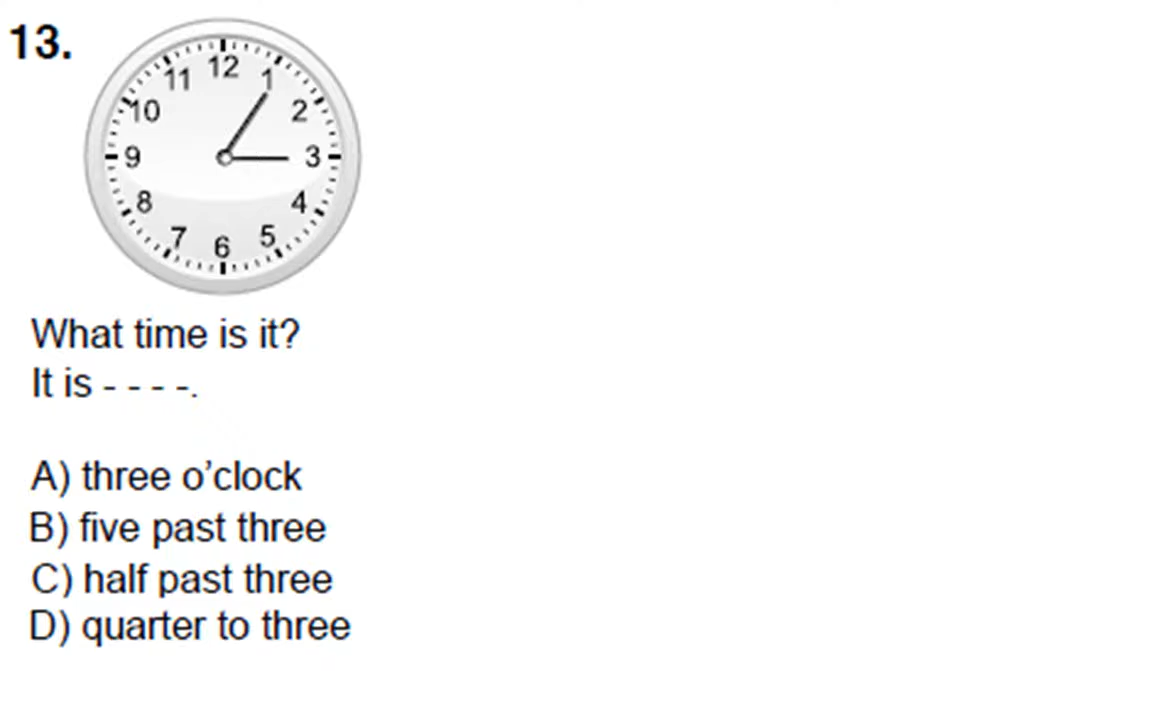 13.
12
11 1
10 2
9 3
8 4
7 5
6
What time is it?
It is - - - -.
A) three o’clock
B) five past three
C) half past three
D) quarter to three